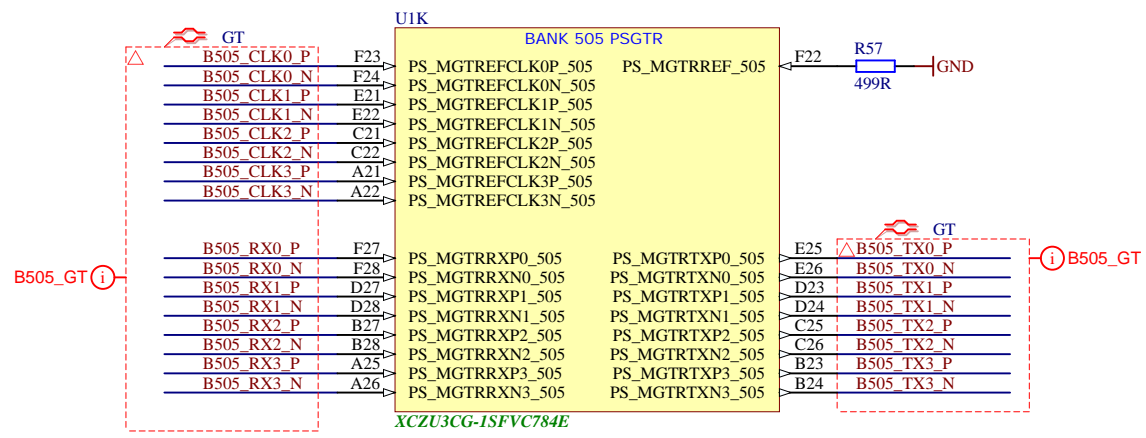 U1K
GT
BANK 505 PSGTR
B505_CLK0_P F23 PS_MGTREFCLK0P_505 PS_MGTRREF_505 F22 R57 499R GND
B505_CLK0_N F24 PS_MGTREFCLK0N_505
B505_CLK1_P E21 PS_MGTREFCLK1P_505
B505_CLK1_N E22 PS_MGTREFCLK1N_505
B505_CLK2_P C21 PS_MGTREFCLK2P_505
B505_CLK2_N C22 PS_MGTREFCLK2N_505
B505_CLK3_P A21 PS_MGTREFCLK3P_505
B505_CLK3_N A22 PS_MGTREFCLK3N_505
GT
B505_RX0_P F27 PS_MGTRRXP0_505 PS_MGTRTXP0_505 E25 B505_TX0_P
B505_GT i B505_RX0_N F28 PS_MGTRRXN0_505 PS_MGTRTXN0_505 E26 B505_TX0_N i B505_GT
B505_RX1_P D27 PS_MGTRRXP1_505 PS_MGTRTXP1_505 D23 B505_TX1_P
B505_RX1_N D28 PS_MGTRRXN1_505 PS_MGTRTXN1_505 D24 B505_TX1_N
B505_RX2_P B27 PS_MGTRRXP2_505 PS_MGTRTXP2_505 C25 B505_TX2_P
B505_RX2_N B28 PS_MGTRRXN2_505 PS_MGTRTXN2_505 C26 B505_TX2_N
B505_RX3_P A25 PS_MGTRRXP3_505 PS_MGTRTXP3_505 B23 B505_TX3_P
B505_RX3_N A26 PS_MGTRRXN3_505 PS_MGTRTXN3_505 B24 B505_TX3_N
XCZU3CG-1SFVC784E